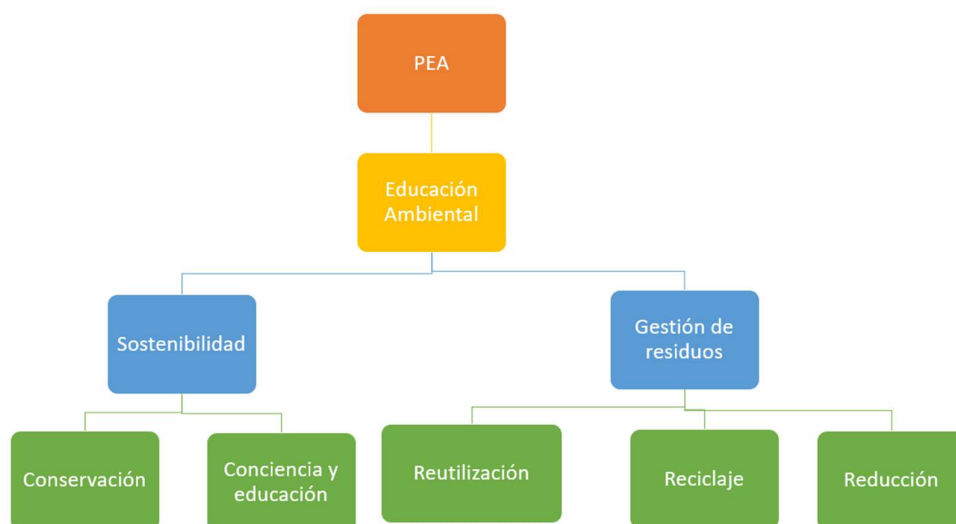 PEA
Educación
Ambiental
Sostenibilidad
Gestión de
residuos
Conservación
Conciencia y
educación
Reutilización
Reciclaje
Reducción